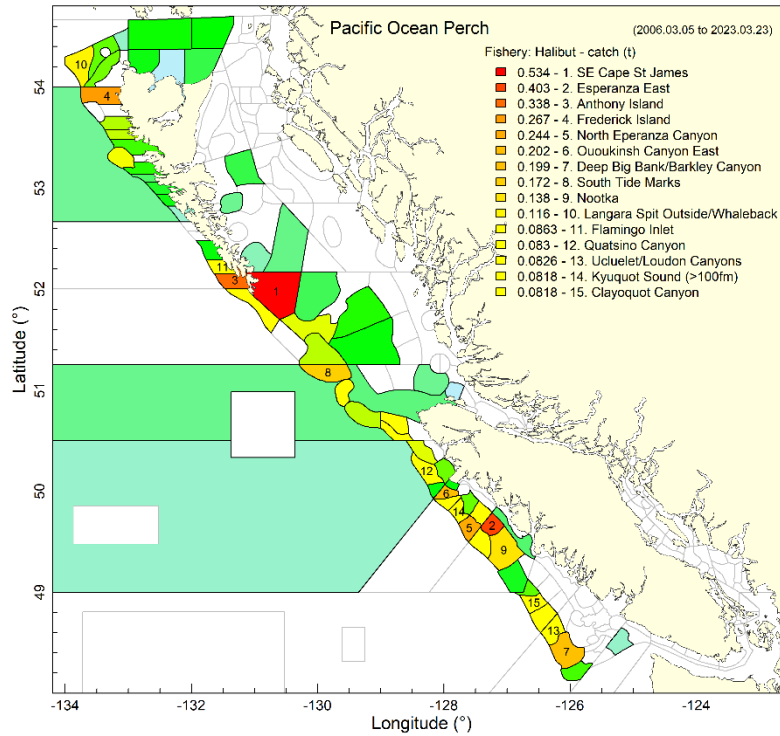 Pacific Ocean Perch
(2006.03.05 to 2023.03.23)
Fishery: Halibut - catch (t)
0.534 - 1. SE Cape St James
0.403 - 2. Esperanza East
0.338 - 3. Anthony Island
0.267 - 4. Frederick Island
0.244 - 5. North Eperanza Canyon
0.202 - 6. Ououkinsh Canyon East
0.199 - 7. Deep Big Bank/Barkley Canyon
0.172 - 8. South Tide Marks
0.138 - 9. Nootka
0.116 - 10. Langara Spit Outside/Whaleback
0.0863 - 11. Flamingo Inlet
0.083 - 12. Quatsino Canyon
0.0826 - 13. Ucluelet/Loudon Canyons
0.0818 - 14. Kyuquot Sound (>100fm)
0.0818 - 15. Clayoquot Canyon
10
4
11
3
1
8
12
6
14
5
2
9
15
13
7
54
53
52
51
50
49
Latitude (°)
-134
-132
-130
-128
-126
-124
Longitude (°)